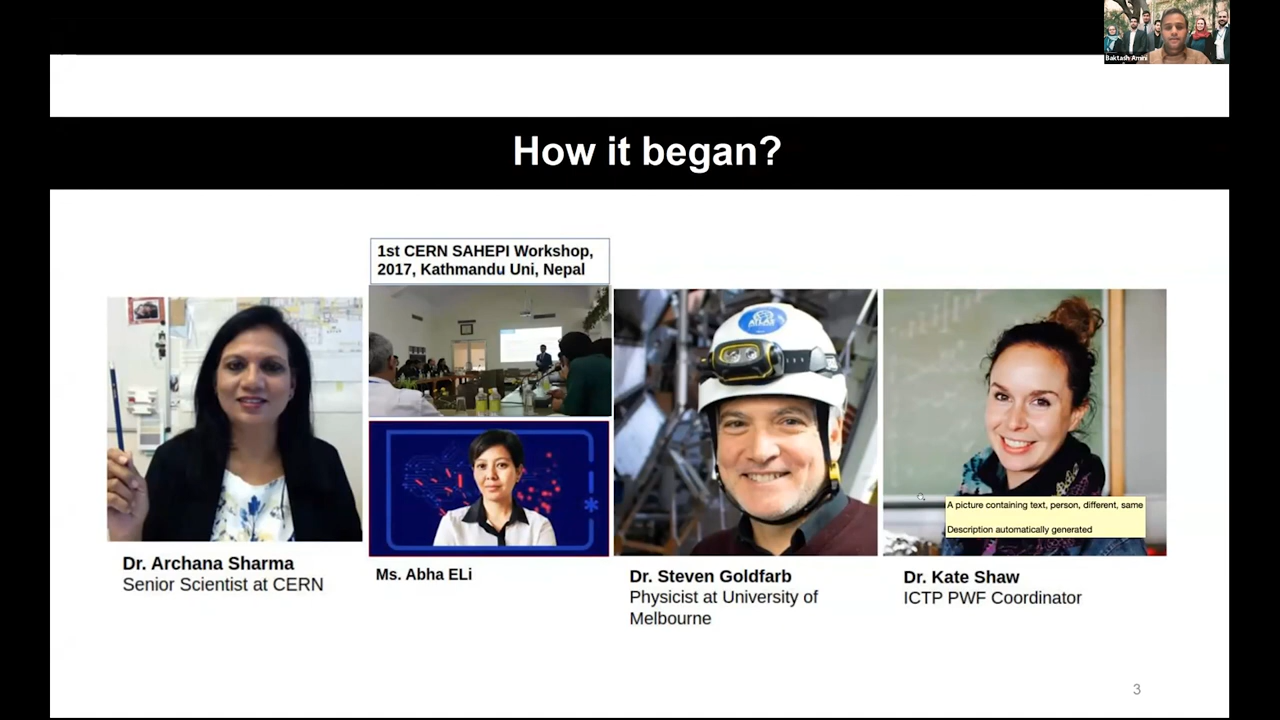 Baktash Amini
How it began?
1st CERN SAHEPI Workshop,
2017, Kathmandu Uni, Nepal
ATLAS
A picture containing text, person, different, same
Description automatically generated
Dr. Archana Sharma
Senior Scientist at CERN
Ms. Abha ELi
Dr. Steven Goldfarb
Physicist at University of
Melbourne
Dr. Kate Shaw
ICTP PWF Coordinator
3